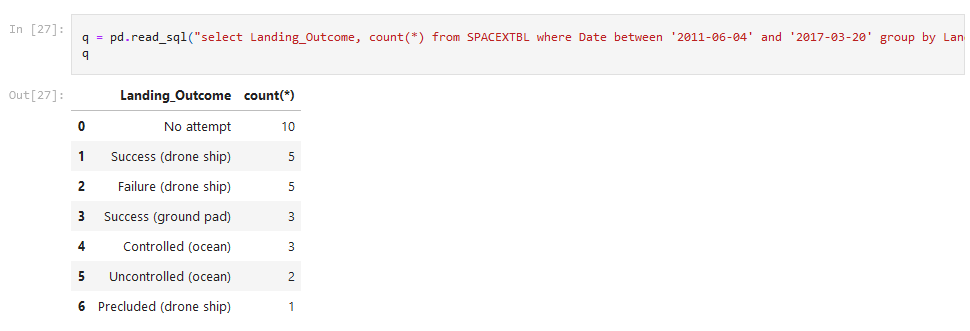 In [27]:
q = pd.read_sql("select Landing_Outcome, count(*) from SPACEXTBL where Date between '2011-06-04' and '2017-03-20' group by Lan
q
Out[27]:
Landing_Outcome count(*)
0 No attempt 10
1 Success (drone ship) 5
2 Failure (drone ship) 5
3 Success (ground pad) 3
4 Controlled (ocean) 3
5 Uncontrolled (ocean) 2
6 Precluded (drone ship) 1